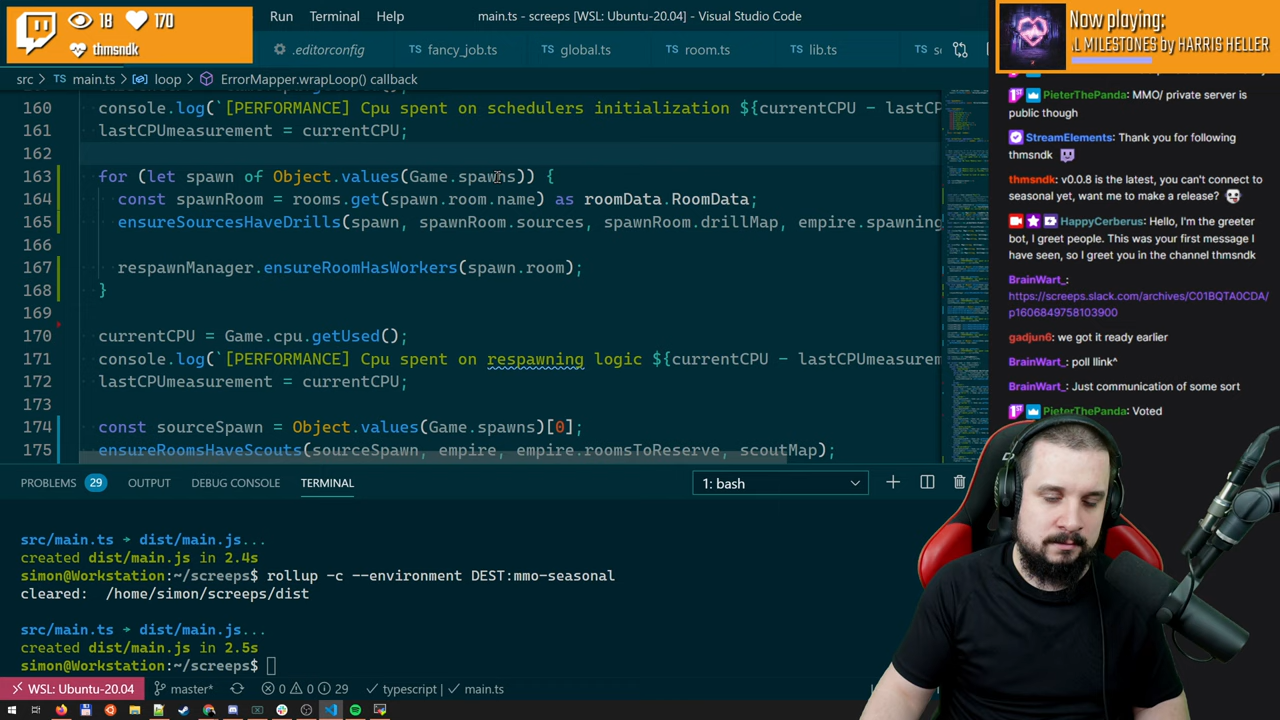 18 170
thmsndk
Run Terminal Help main.ts - screeps [WSL: Ubuntu-20.04] - Visual Studio Code
.editorconfig TS fancy_job.ts TS global.ts TS room.ts TS lib.ts TS
src > TS main.ts > loop > ErrorMapper.wrapLoop() callback
160 console.log(`[PERFORMANCE] Cpu spent on schedulers initialization ${currentCPU - lastC
161 lastCPUmeasurement = currentCPU;
162
163 for (let spawn of Object.values(Game.spawns)) {
164 const spawnRoom = rooms.get(spawn.room.name) as roomData.RoomData;
165 ensureSourcesHaveDrills(spawn, spawnRoom.sources, spawnRoom.drillMap, empire.spawning
166
167 respawnManager.ensureRoomHasWorkers(spawn.room);
168 }
169
170 currentCPU = Game.cpu.getUsed();
171 console.log(`[PERFORMANCE] Cpu spent on respawning logic ${currentCPU - lastCPUmeasurem
172 lastCPUmeasurement = currentCPU;
173
174 const sourceSpawn = Object.values(Game.spawns)[0];
175 ensureRoomsHaveScouts(sourceSpawn, empire, empire.roomsToReserve, scoutMap);
PROBLEMS 29 OUTPUT DEBUG CONSOLE TERMINAL 1: bash
src/main.ts → dist/main.js...
created dist/main.js in 2.4s
simon@Workstation:~/screeps$ rollup -c --environment DEST:mmo-seasonal
cleared: /home/simon/screeps/dist
src/main.ts → dist/main.js...
created dist/main.js in 2.5s
simon@Workstation:~/screeps$
WSL: Ubuntu-20.04 master* 0 0 29 typescript main.ts
Now playing;
AL MILESTONES by HARRIS HELLER
PieterThePanda: MMO/ private server is
public though
StreamElements: Thank you for following
thmsndk
thmsndk: v0.0.8 is the latest, you can't connect to
seasonal yet, want me to make a release?
HappyCerberus: Hello, I'm the greeter
bot, I greet people. This was your first message I
have seen, so I greet you in the channel thmsndk
BrainWart_:
https://screeps.slack.com/archives/C01BQTA0CDA/
p1606849758103900
gadjun6: we got it ready earlier
BrainWart_: poll llink^
BrainWart_: Just communication of some sort
PieterThePanda: Voted